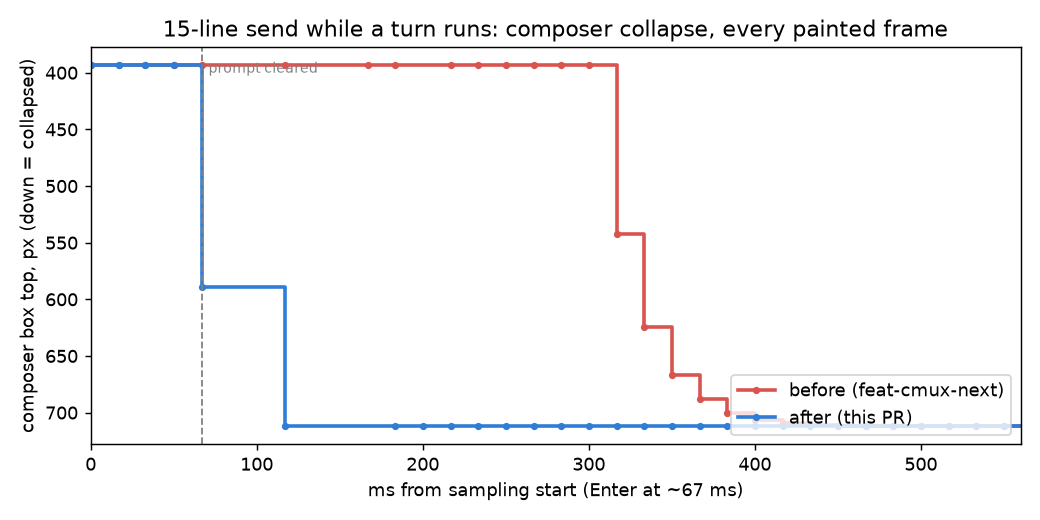 15-line send while a turn runs: composer collapse, every painted frame
composer box top, px (down = collapsed)
400
450
500
550
600
650
700
prompt cleared
before (feat-cmux-next)
after (this PR)
0
100
200
300
400
500
ms from sampling start (Enter at ~67 ms)